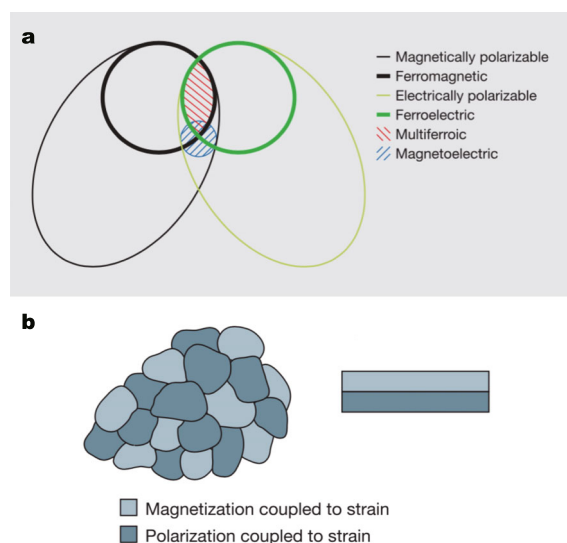 a
Magnetically polarizable
Ferromagnetic
Electrically polarizable
Ferroelectric
Multiferroic
Magnetoelectric
b
Magnetization coupled to strain
Polarization coupled to strain